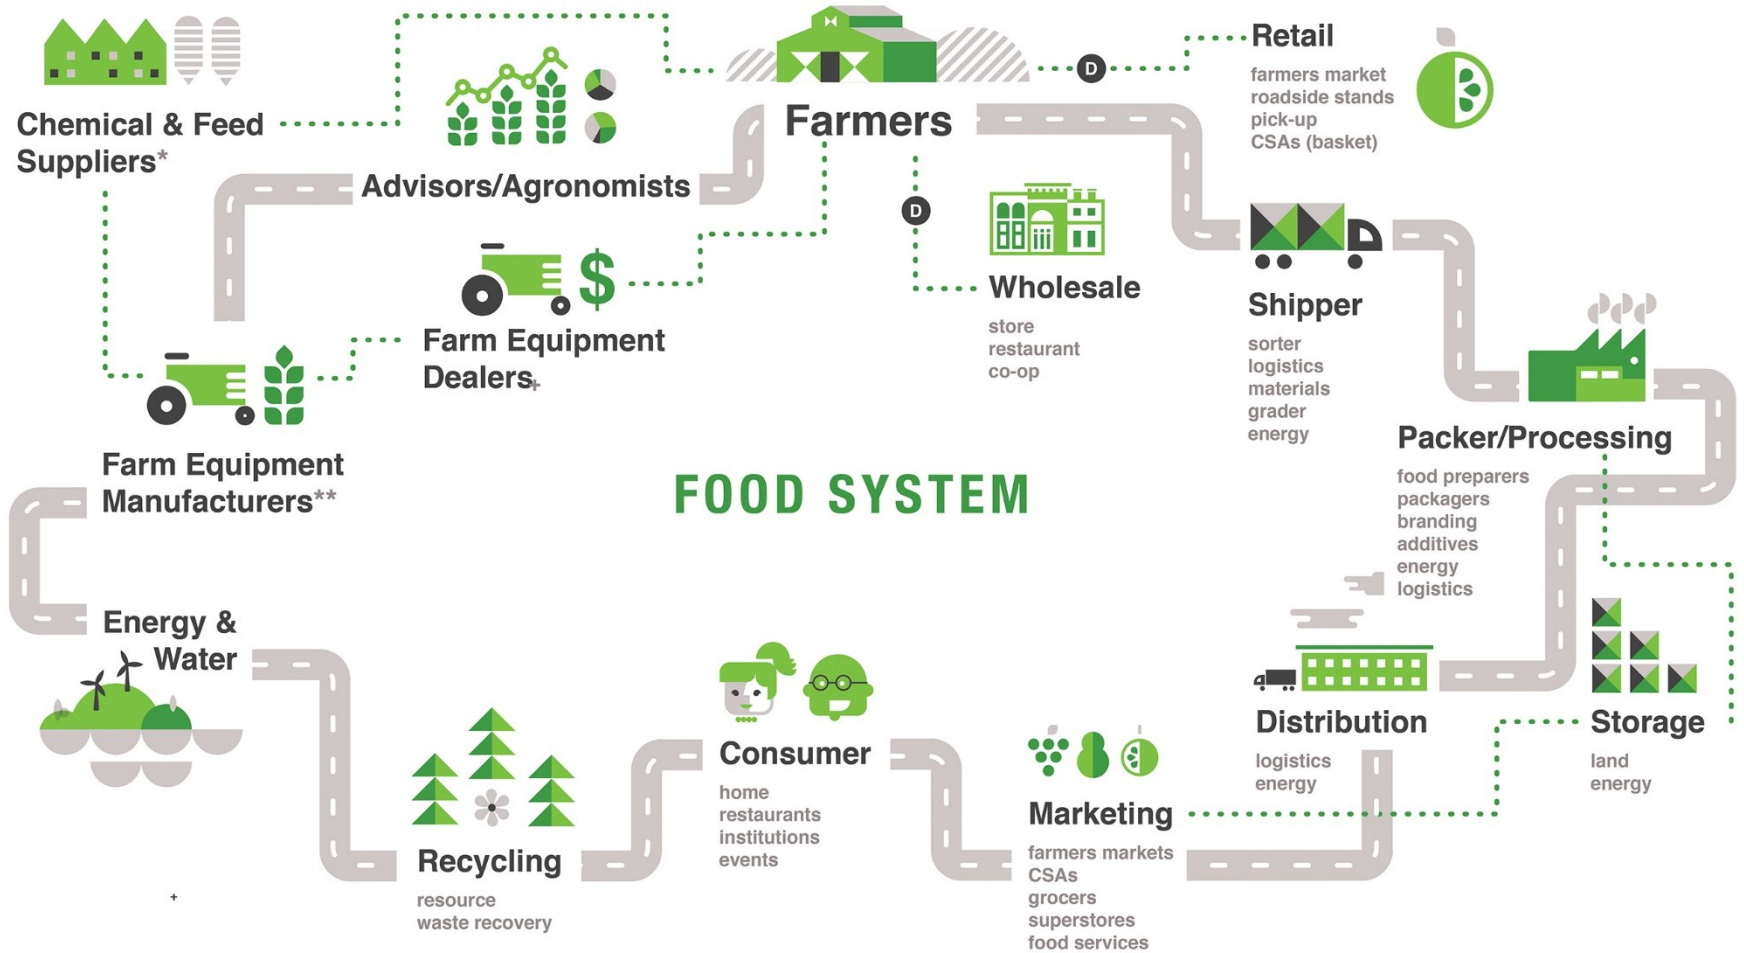 Chemical & Feed
Suppliers*
Advisors/Agronomists
Farmers
D
Retail
farmers market
roadside stands
pick-up
CSAs (basket)
$
Farm Equipment
Dealers+
D
Wholesale
store
restaurant
co-op
Shipper
sorter
logistics
materials
grader
energy
Farm Equipment
Manufacturers**
FOOD SYSTEM
Packer/Processing
food preparers
packagers
branding
additives
energy
logistics
Energy &
Water
Recycling
resource
waste recovery
Consumer
home
restaurants
institutions
events
Marketing
farmers markets
CSAs
grocers
superstores
food services
Distribution
logistics
energy
Storage
land
energy
+